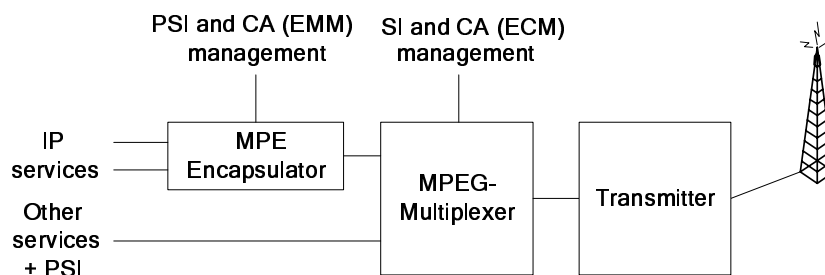 PSI and CA (EMM)
management
SI and CA (ECM)
management
IP
services
MPE
Encapsulator
MPEG-
Multiplexer
Transmitter
Other
services
+ PSI